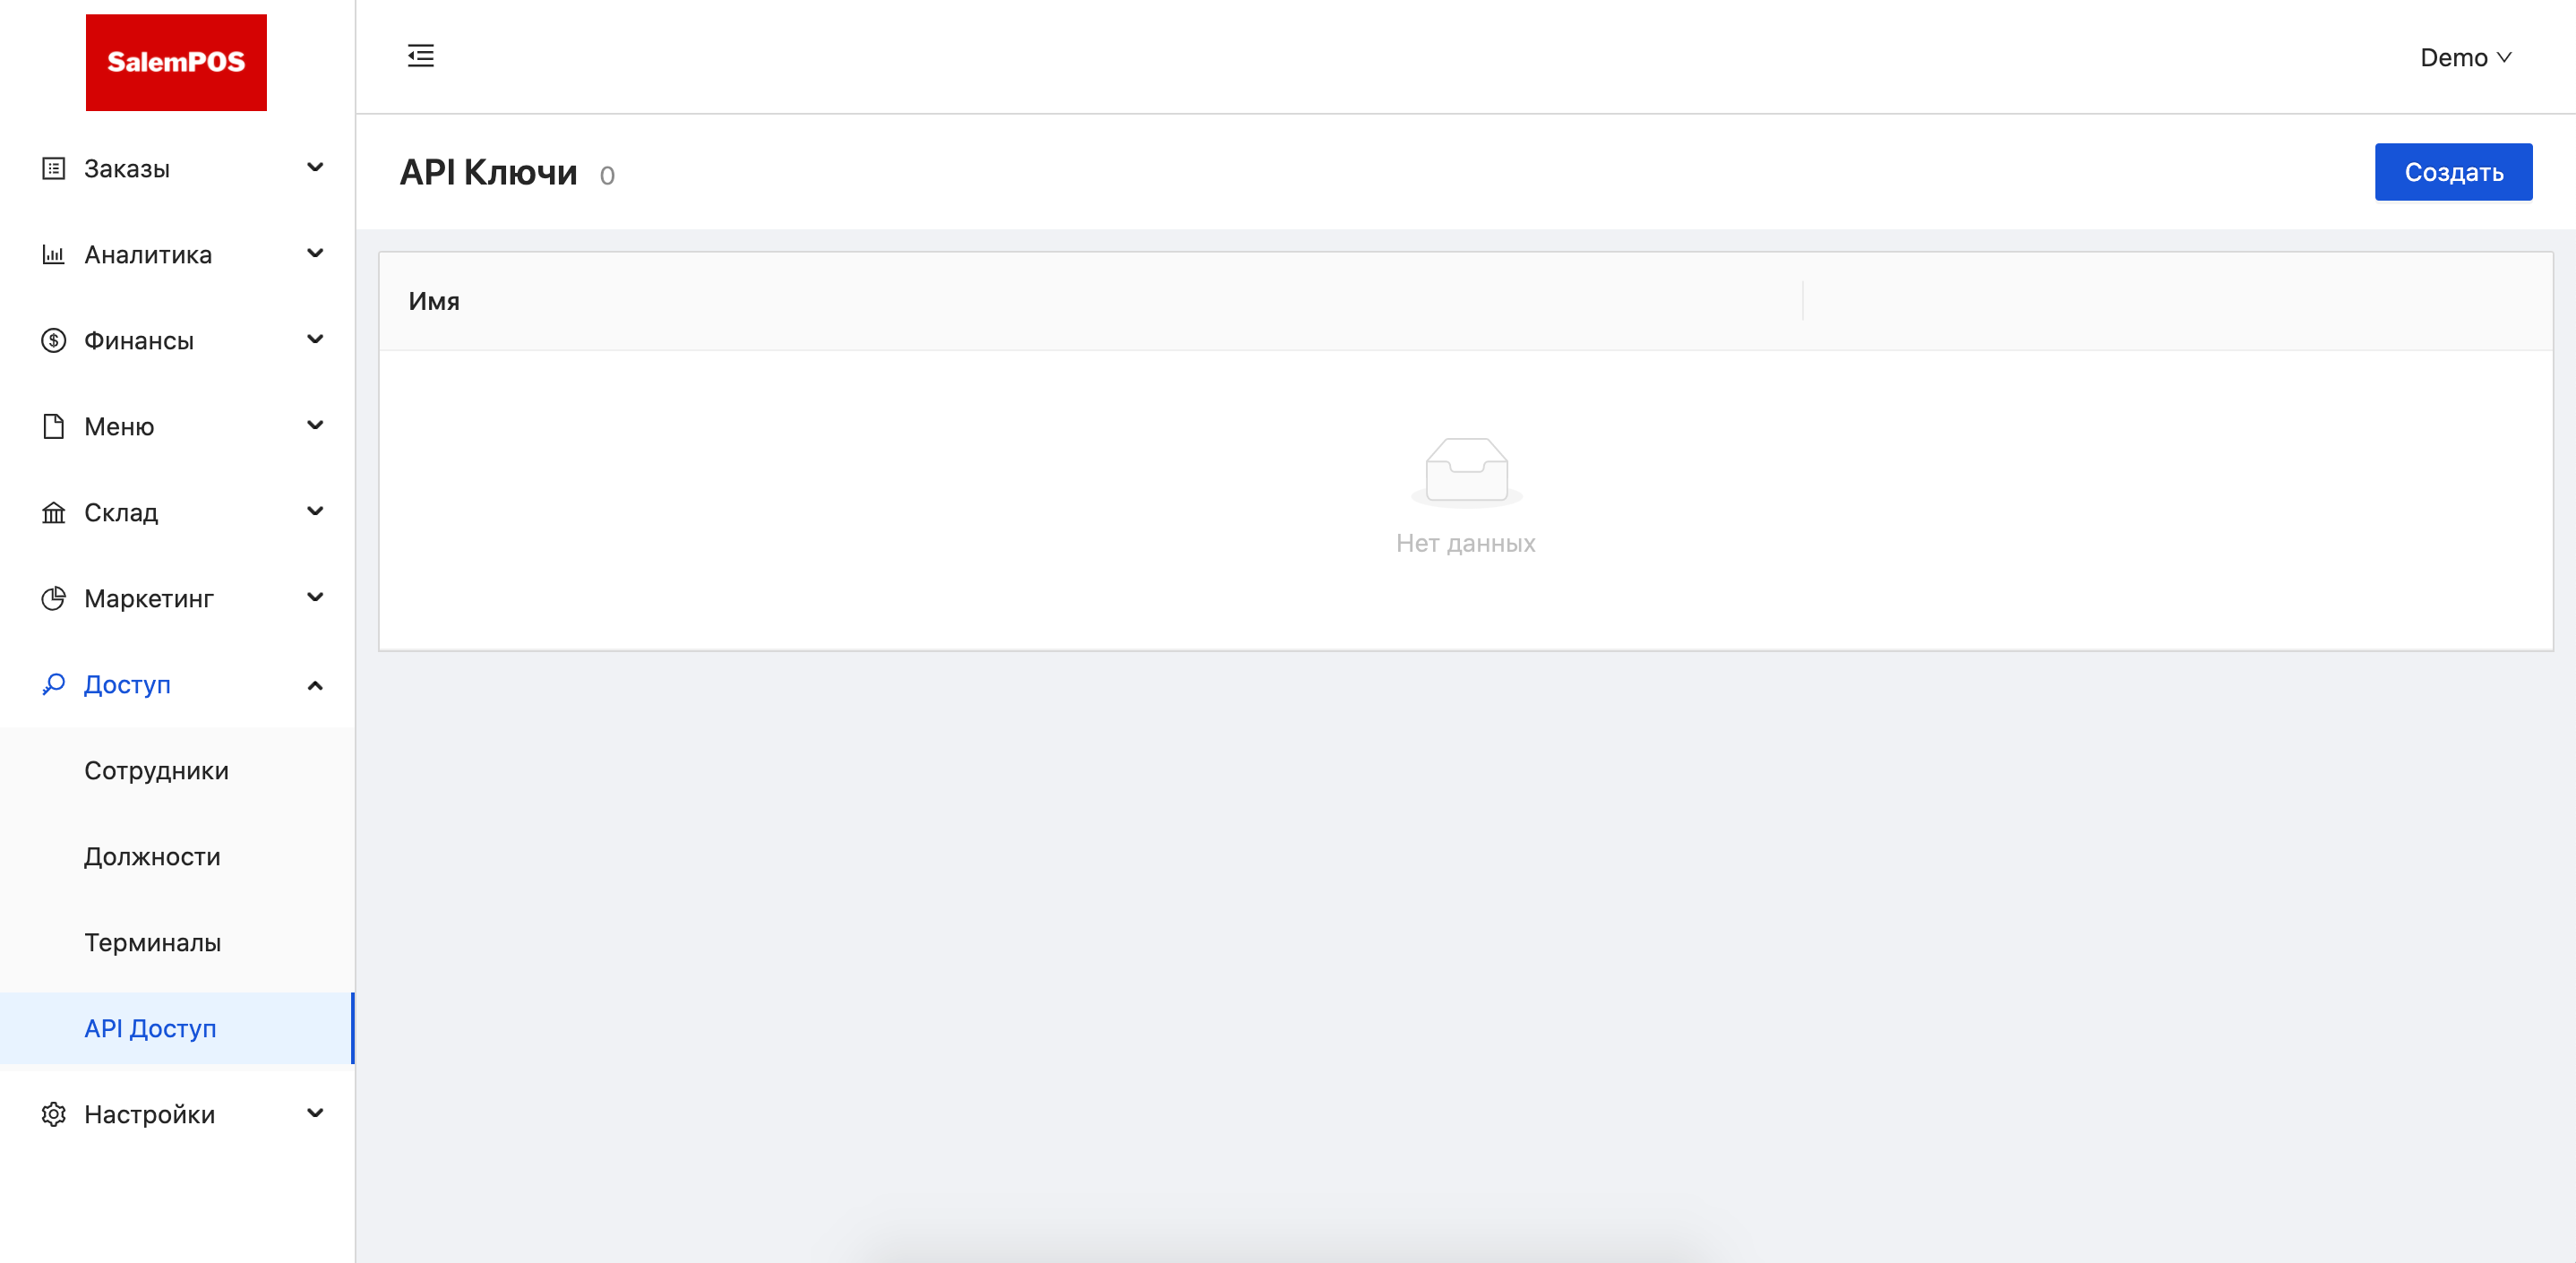 SalemPOS
Demo
Заказы
Аналитика
Финансы
Меню
Склад
Маркетинг
Доступ
Сотрудники
Должности
Терминалы
API Доступ
Настройки
API Ключи 0
Создать
Имя
Нет данных